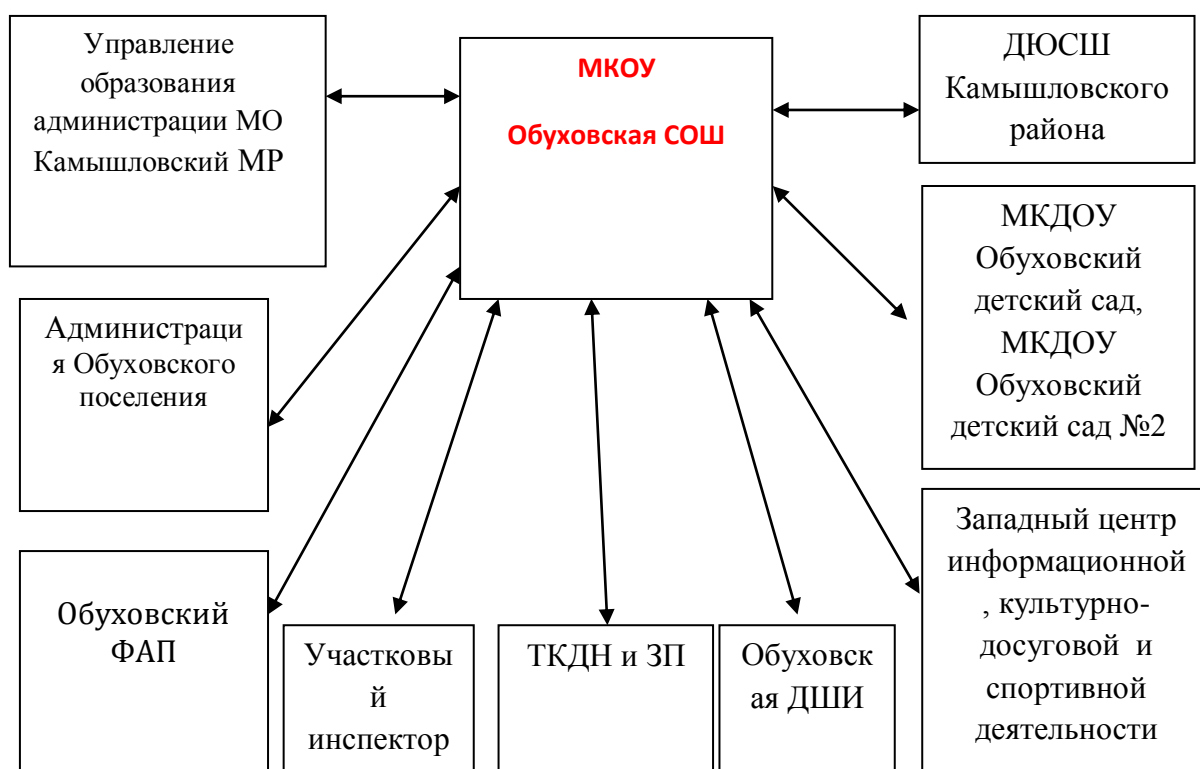 Управление
образования
администрации МО
Камышловский МР
МКОУ
Обуховская СОШ
ДЮСШ
Камышловского
района
МКДОУ
Обуховский
детский сад,
МКДОУ
Обуховский
детский сад №2
Администраци
я Обуховского
поселения
Западный центр
информационной
, культурно-
досуговой и
спортивной
деятельности
Обуховский
ФАП
Участковы
й
инспектор
ТКДН и ЗП
Обуховск
ая ДШИ